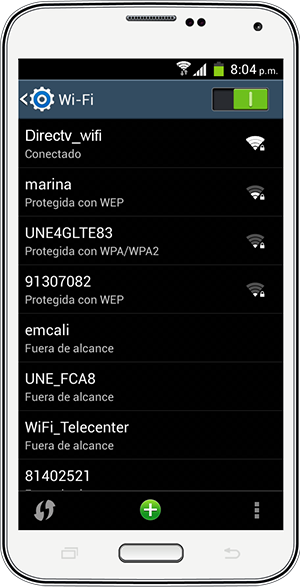 8:04 p.m.
Wi-Fi
Directv_wifi
Conectado
marina
Protegida con WEP
UNE4GLTE83
Protegida con WPA/WPA2
91307082
Protegida con WEP
emcali
Fuera de alcance
UNE_FCA8
Fuera de alcance
WiFi_Telecenter
Fuera de alcance
81402521